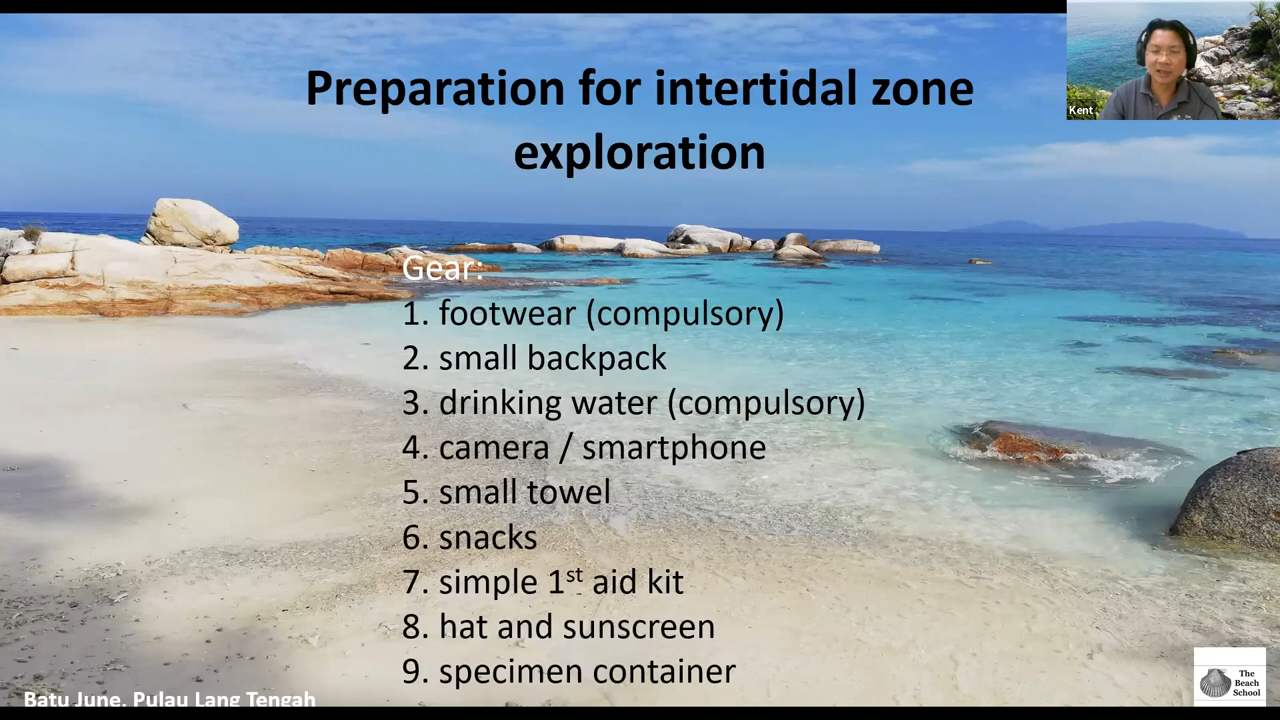 Preparation for intertidal zone
exploration
Kent
Gear:
1. footwear (compulsory)
2. small backpack
3. drinking water (compulsory)
4. camera / smartphone
5. small towel
6. snacks
7. simple 1st aid kit
8. hat and sunscreen
9. specimen container
Batu June, Pulau Lang Tengah
The
Beach
School